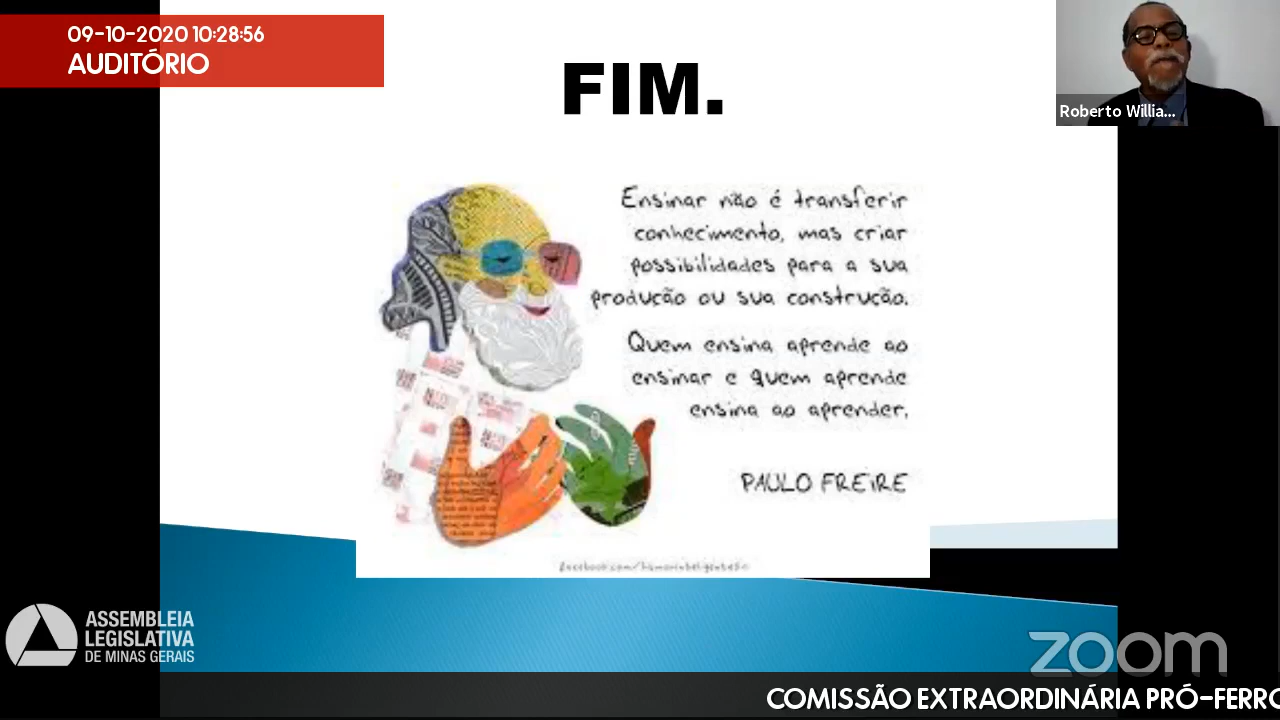 09-10-2020 10:28:56
AUDITÓRIO
FIM.
Roberto Willia...
Ensinar não é transferir
conhecimento, mas criar
possibilidades para a sua
produção ou sua construção.
Quem ensina aprende ao
ensinar e quem aprende
ensina ao aprender.
PAULO FREIRE
ASSEMBLEIA
LEGISLATIVA
DE MINAS GERAIS
zoom
COMISSÃO EXTRAORDINÁRIA PRÓ-FERRO